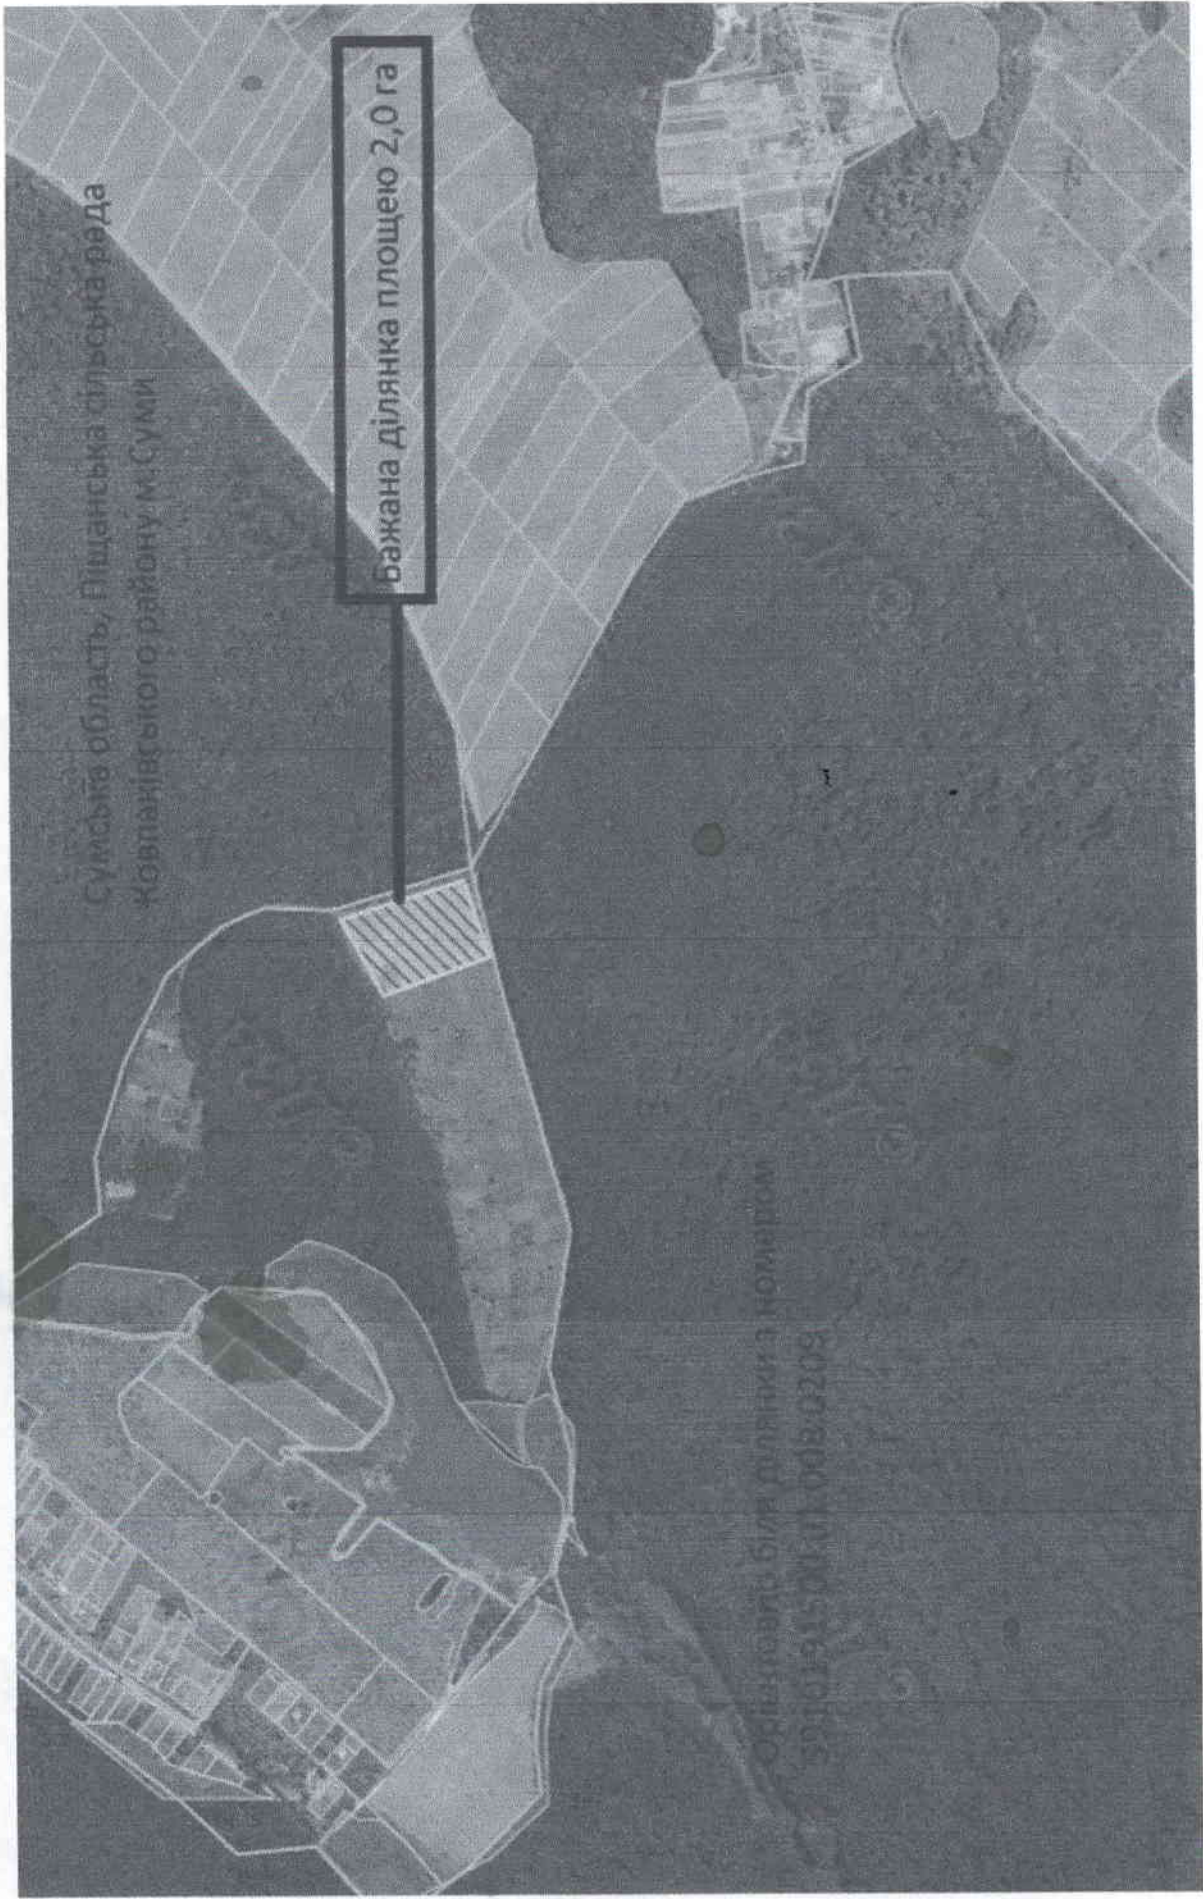 Сумська область, Піщанська сільська рада
Ковпаківського району м.Суми
Бажана ділянка площею 2,0 га
Орієнтовно біля ділянки з номером
:01:008:0209